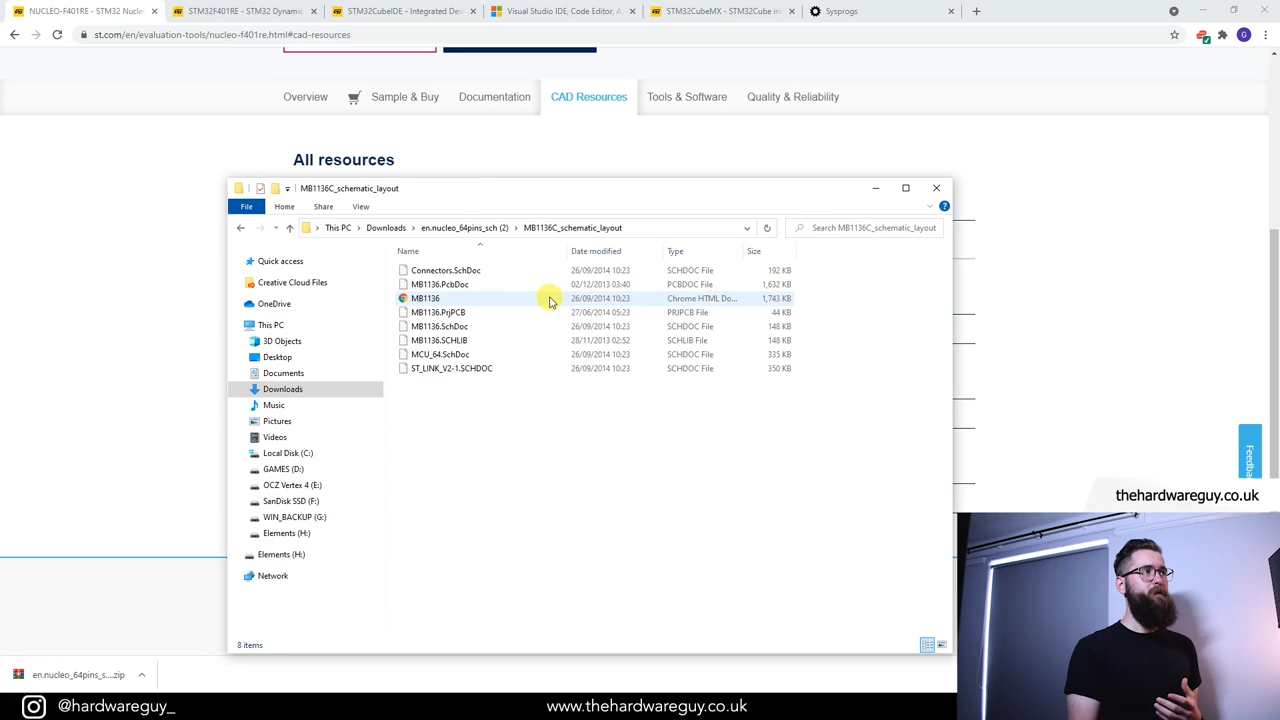 NUCLEO-F401RE - STM32 Nucle
STM32F401RE - STM32 Dynamic
STM32CubeIDE - Integrated Dev
Visual Studio IDE, Code Editor, A
STM32CubeMX - STM32Cube in
Sysprogs
st.com/en/evaluation-tools/nucleo-f401re.html#cad-resources
G
Overview
Sample & Buy
Documentation
CAD Resources
Tools & Software
Quality & Reliability
All resources
MB1136C_schematic_layout
File
Home
Share
View
This PC
Downloads
en.nucleo_64pins_sch (2)
MB1136C_schematic_layout
Search MB1136C_schematic_layout
Name
Date modified
Type
Size
Connectors.SchDoc 26/09/2014 10:23 SCHDOC File 192 KB
MB1136.PcbDoc 02/12/2013 03:40 PCBDOC File 1,632 KB
MB1136 26/09/2014 10:23 Chrome HTML Do... 1,743 KB
MB1136.PrjPCB 27/06/2014 05:23 PRJPCB File 44 KB
MB1136.SchDoc 26/09/2014 10:23 SCHDOC File 148 KB
MB1136.SCHLIB 28/11/2013 02:52 SCHLIB File 148 KB
MCU_64.SchDoc 26/09/2014 10:23 SCHDOC File 335 KB
ST_LINK_V2-1.SCHDOC 26/09/2014 10:23 SCHDOC File 350 KB
Quick access
Creative Cloud Files
OneDrive
This PC
3D Objects
Desktop
Documents
Downloads
Music
Pictures
Videos
Local Disk (C:)
GAMES (D:)
OCZ Vertex 4 (E:)
SanDisk SSD (F:)
WIN_BACKUP (G:)
Elements (H:)
Elements (H:)
Network
8 items
Feedba
thehardwareguy.co.uk
en.nucleo_64pins_s....zip
@hardwareguy_
www.thehardwareguy.co.uk